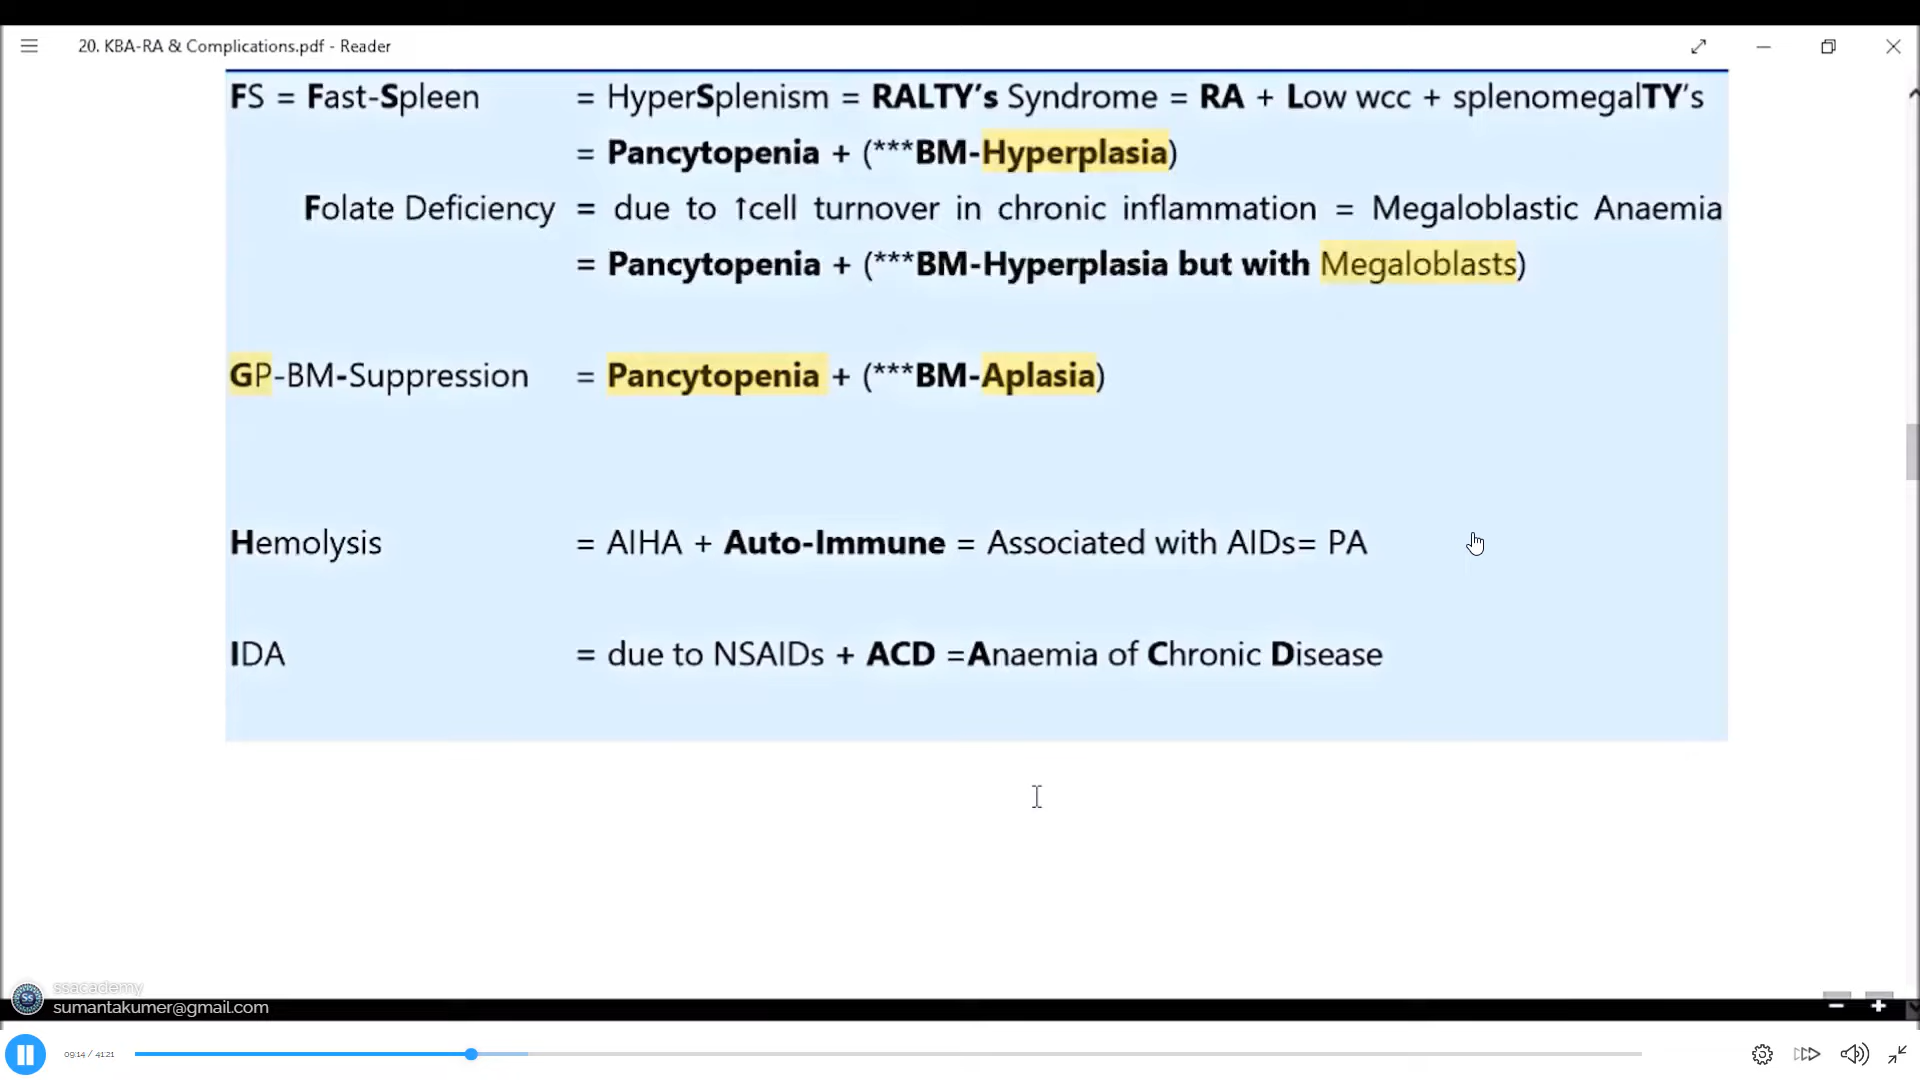 20. KBA-RA & Complications.pdf - Reader
FS = Fast-Spleen = HyperSplenism = RALTY's Syndrome = RA + Low wcc + splenomegalTY's
= Pancytopenia + (***BM-Hyperplasia)
Folate Deficiency = due to ↑cell turnover in chronic inflammation = Megaloblastic Anaemia
= Pancytopenia + (***BM-Hyperplasia but with Megaloblasts)
GP-BM-Suppression = Pancytopenia + (***BM-Aplasia)
Hemolysis = AIHA + Auto-Immune = Associated with AIDs= PA
IDA = due to NSAIDs + ACD =Anaemia of Chronic Disease
Ss
ssacademy
sumantakumer@gmail.com
09:14 / 41:21